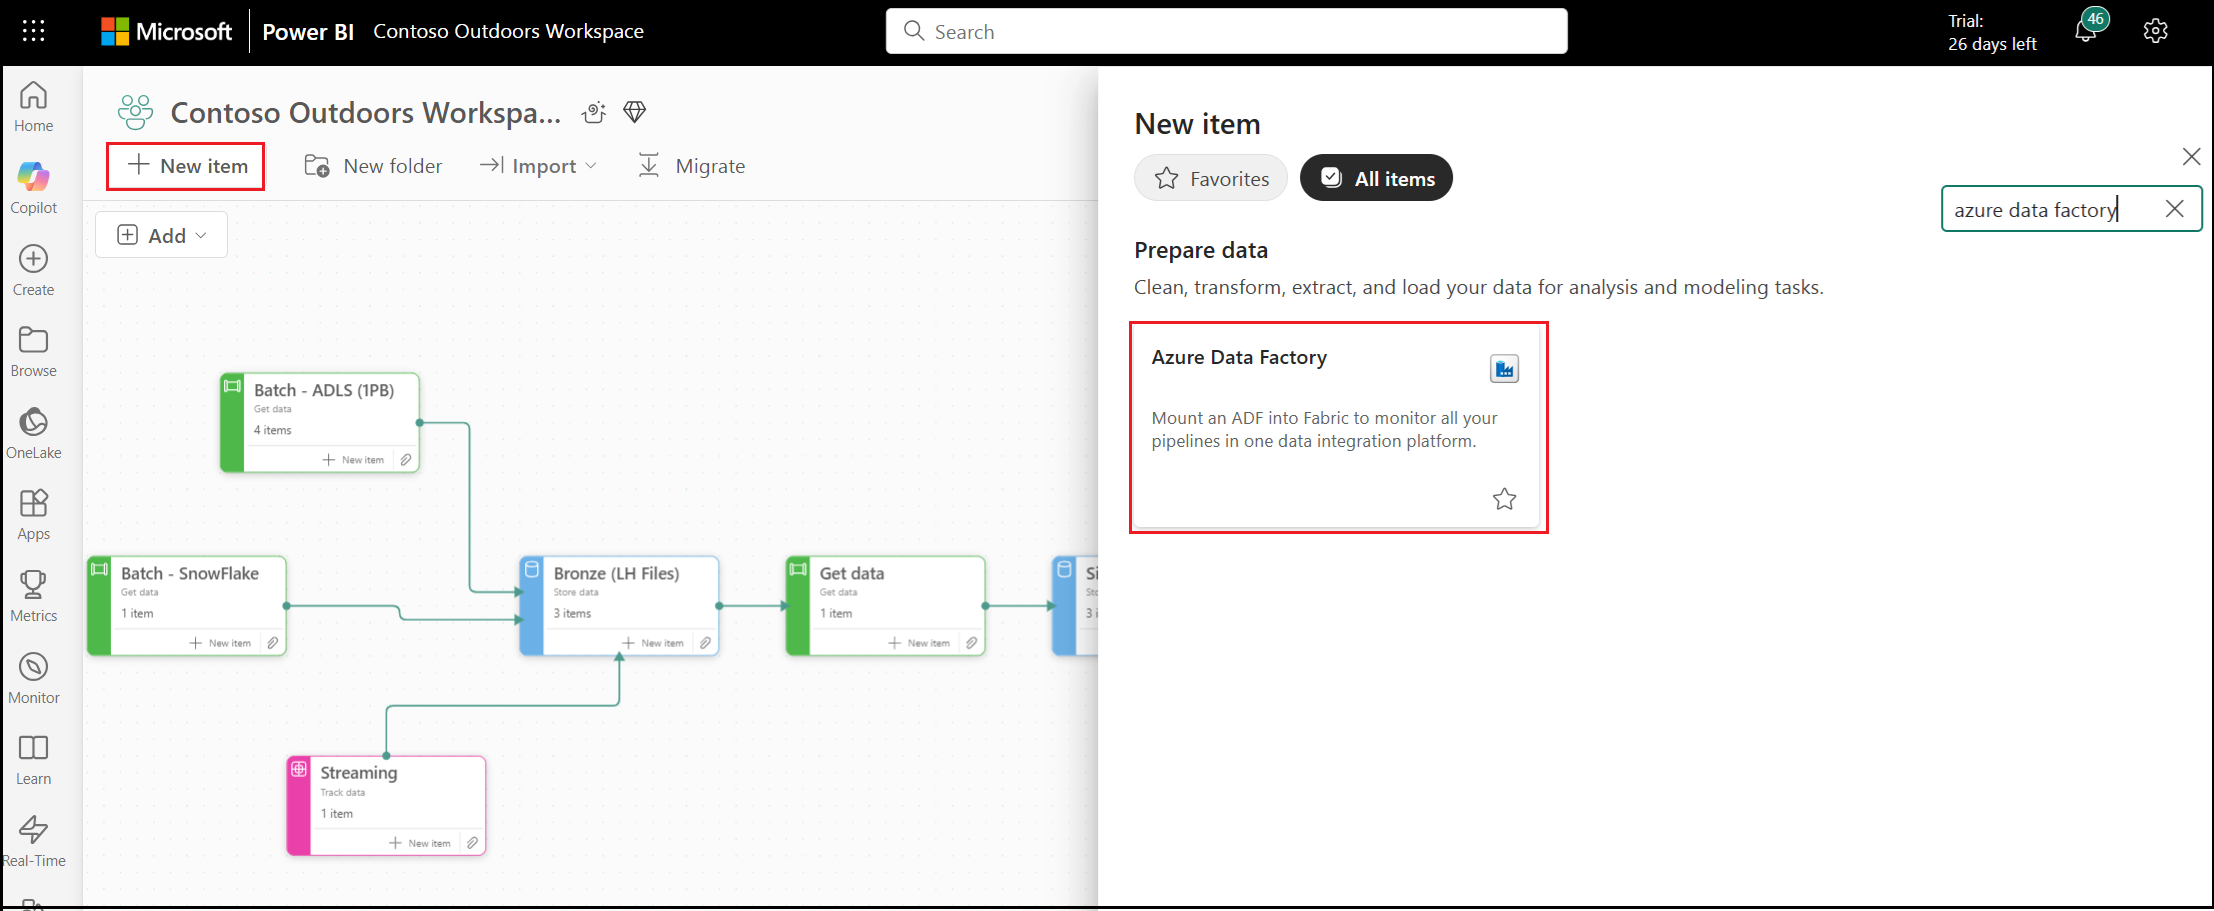 Microsoft Power BI Contoso Outdoors Workspace
Search
Trial:
26 days left
46
Home
Copilot
Create
Browse
OneLake
Apps
Metrics
Monitor
Learn
Real-Time
Contoso Outdoors Workspa...
New item New folder Import Migrate
Add
Batch - ADLS (1PB)
Get data
4 items
New item
Batch - SnowFlake
Get data
1 item
New item
Bronze (LH Files)
Store data
3 items
New item
Get data
Get data
1 item
New item
Streaming
Track data
1 item
New item
New item
Favorites All items
azure data factory
Prepare data
Clean, transform, extract, and load your data for analysis and modeling tasks.
Azure Data Factory
Mount an ADF into Fabric to monitor all your
pipelines in one data integration platform.